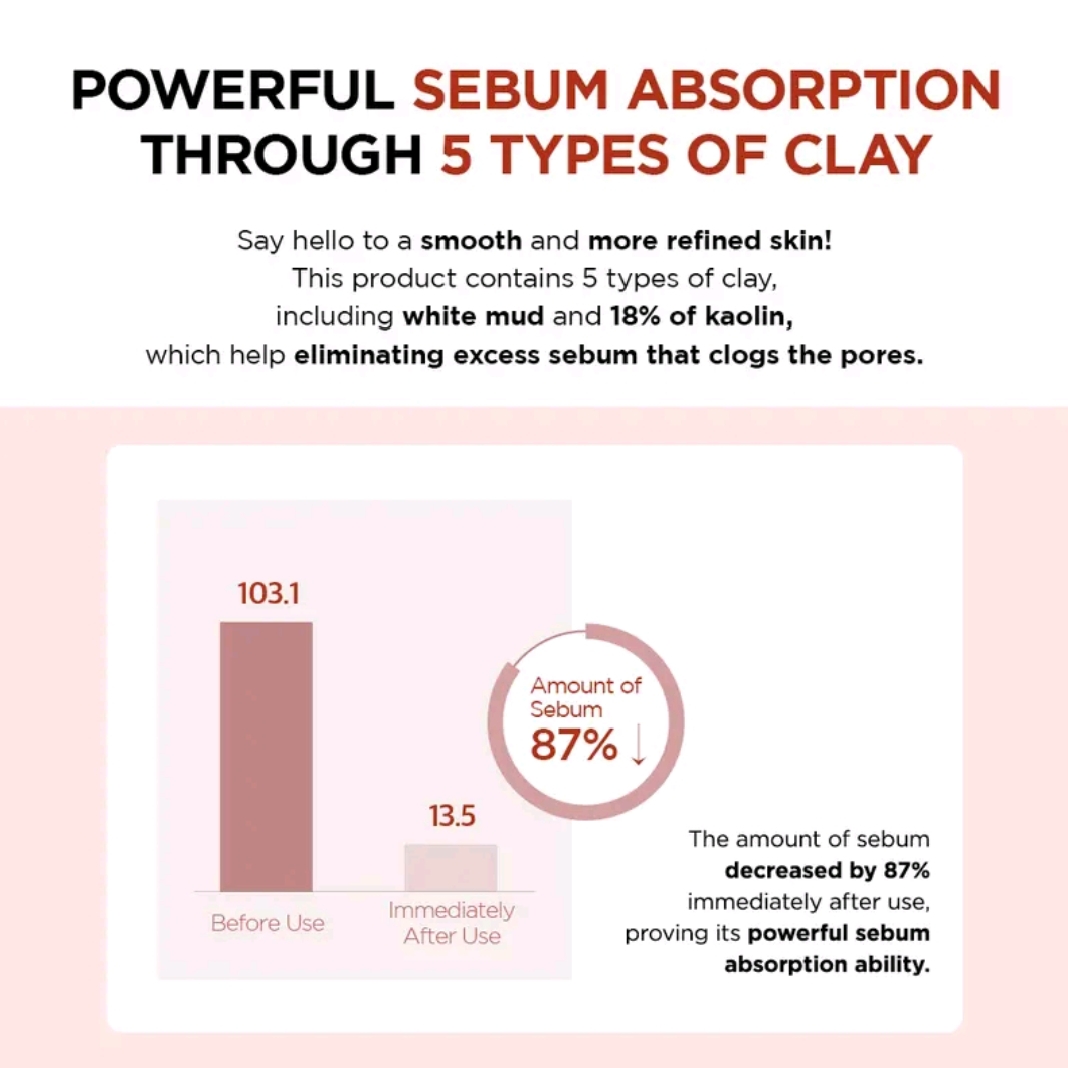 POWERFUL SEBUM ABSORPTION
THROUGH 5 TYPES OF CLAY
Say hello to a smooth and more refined skin!
This product contains 5 types of clay,
including white mud and 18% of kaolin,
which help eliminating excess sebum that clogs the pores.
103.1
13.5
Before Use
Immediately
After Use
Amount of
Sebum
87% ↓
The amount of sebum
decreased by 87%
immediately after use,
proving its powerful sebum
absorption ability.